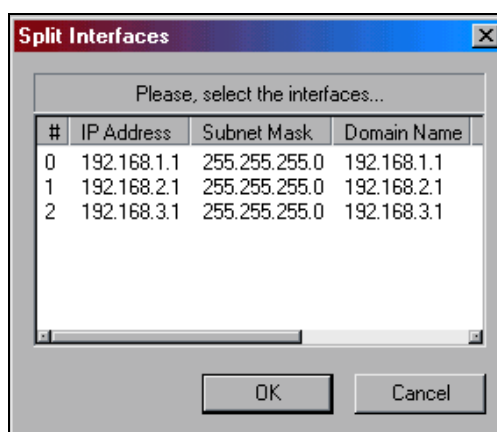 Split Interfaces
Please, select the interfaces...
# IP Address Subnet Mask Domain Name
0 192.168.1.1 255.255.255.0 192.168.1.1
1 192.168.2.1 255.255.255.0 192.168.2.1
2 192.168.3.1 255.255.255.0 192.168.3.1
OK Cancel